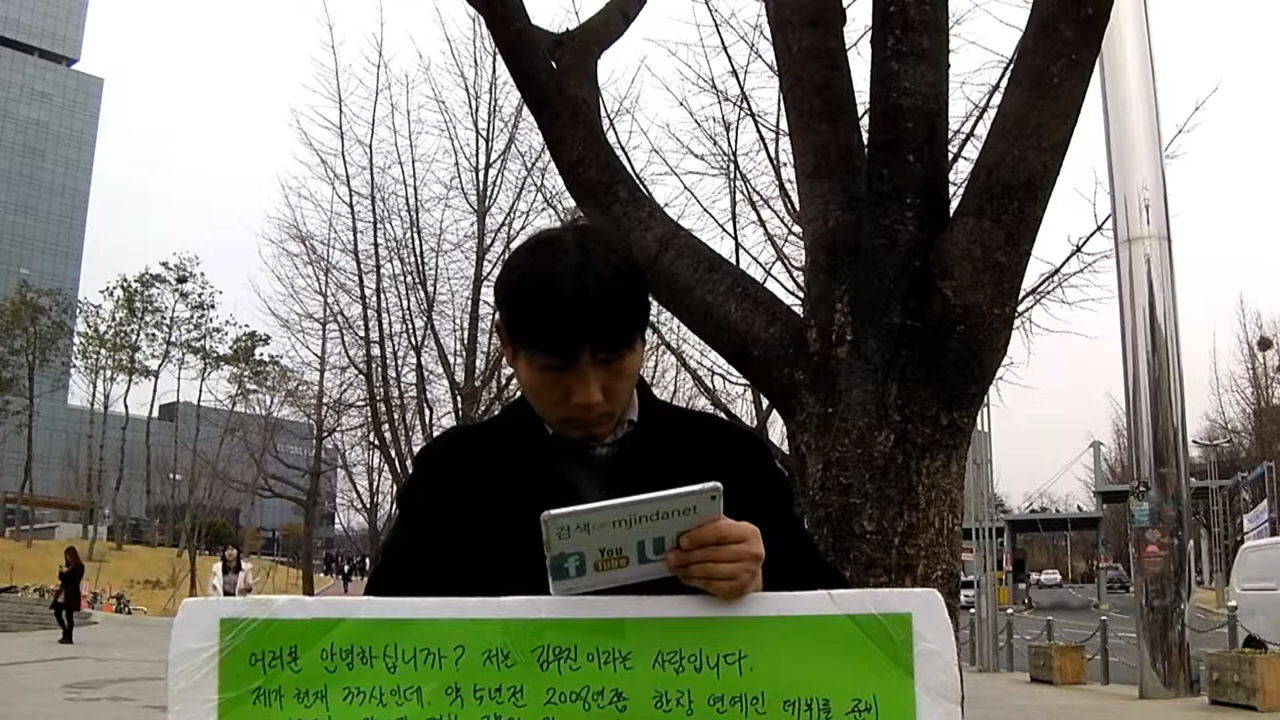 검색 mjindanet
f You Tube
여러분 안녕하십니까? 저는 김무진이라는 사람입니다.
제가 현재 33살인데. 약 5년전 2008년쯤 한창 연예인 데뷔를 준비